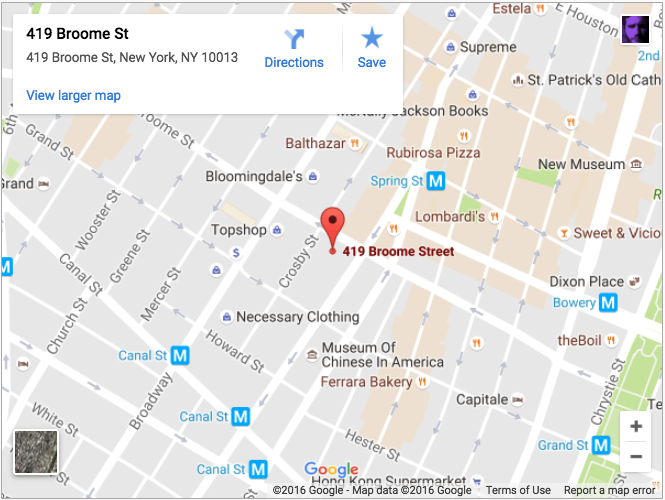 419 Broome St
419 Broome St, New York, NY 10013
Directions
Save
View larger map
Estela
E Houston
Supreme
2nd
St. Patrick's Old Cath
McNally Jackson Books
6th A
Grand St
Broome St
Balthazar
Rubirosa Pizza
New Museum
Grand
Bloomingdale's
Spring St M
Wooster St
Lombardi's
Topshop
Sweet & Viciou
Greene St
$
Crosby St
419 Broome Street
M
Canal St
Mercer St
Dixon Place
Bowery M
Church St
Necessary Clothing
theBoil
Canal St M
Howard St
Museum Of
Chinese In America
Ferrara Bakery
Broadway
Capitale
Chrystie St
Te
White St
Canal St M
+
Hester St
Grand St M
−
Canal St M
Google
Hong Kong Supermarket
©2016 Google - Map data ©2016 Google
Terms of Use
Report a map error